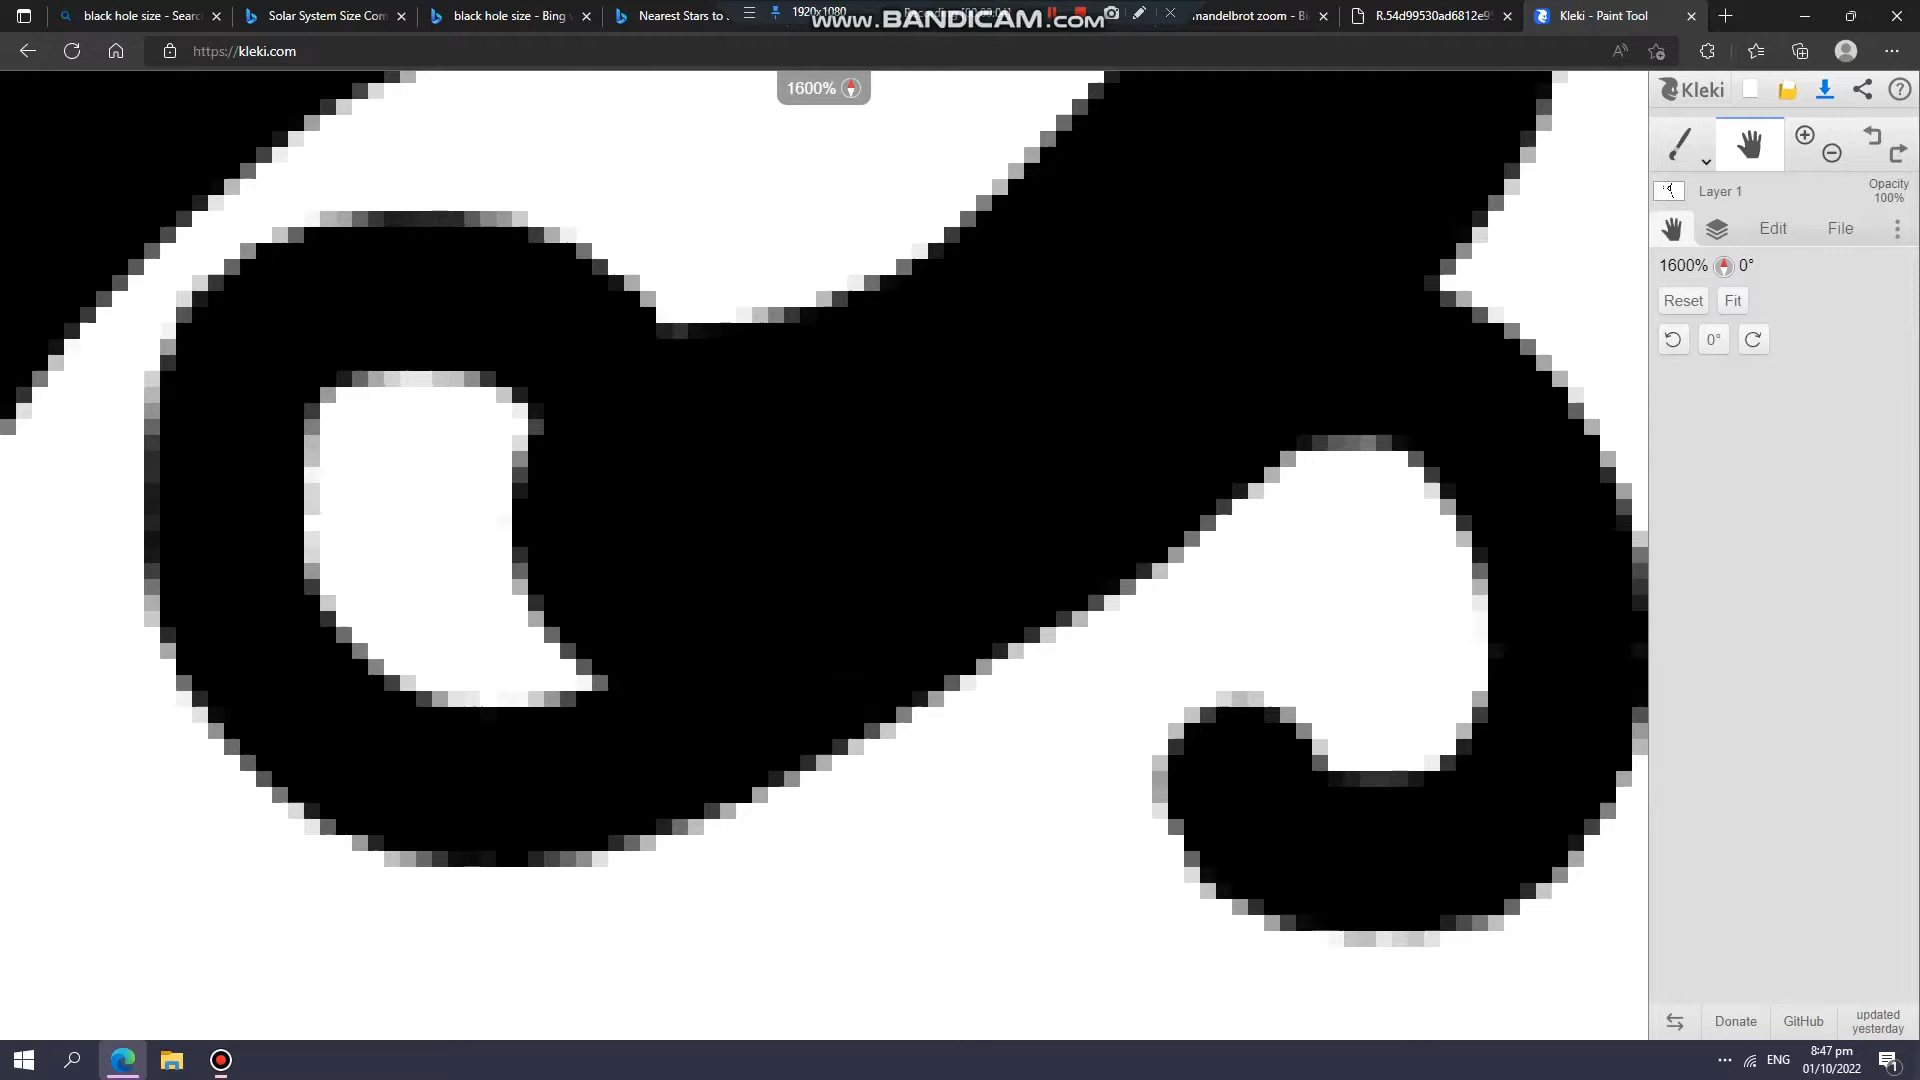 black hole size - Sear
Solar System Size Com
black hole size - Bing
Nearest Stars to
1920x1080
www.BANDICAM.com
mandelbrot zoom - Bi
R.54d99530ad6812e9
Kleki - Paint Tool
https://kleki.com
1600%
Kleki
Layer 1
Opacity
100%
Edit
File
1600%
0°
Reset
Fit
0°
Donate
GitHub
updated
yesterday
ENG
8:47 pm
01/10/2022
1